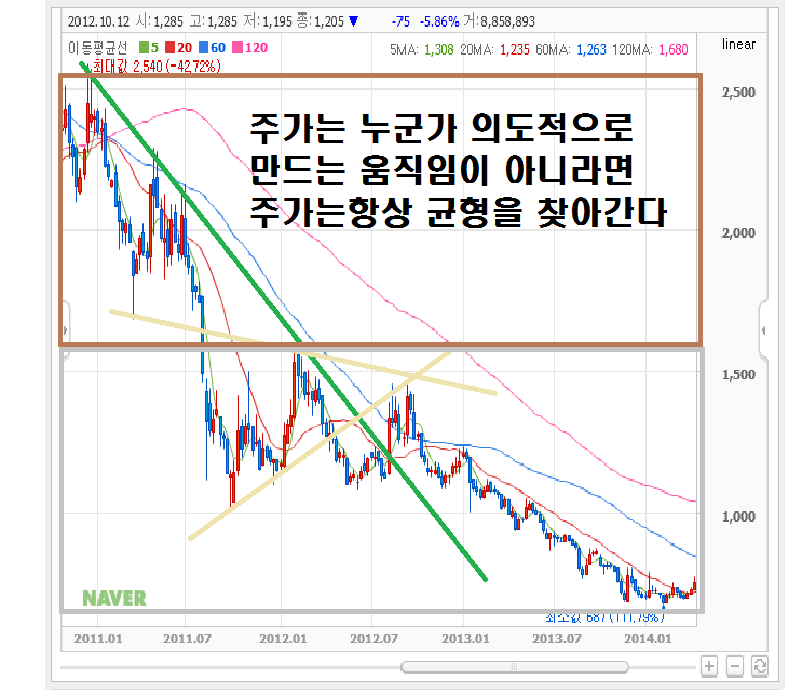 2012.10.12 시:1,285 고:1,285 저:1,195 종:1,205 ▼ -75 -5.86% 거:8,858,893
이동평균선 5 20 60 120 5MA: 1,308 20MA: 1,235 60MA: 1,263 120MA: 1,680
linear
최대값 2,540 (-42.72%)
2,500
주가는 누군가 의도적으로
만드는 움직임이 아니라면
주가는항상 균형을 찾아간다
2,000
1,500
1,000
NAVER
최소값 687 (111.79%)
2011.01 2011.07 2012.01 2012.07 2013.01 2013.07 2014.01